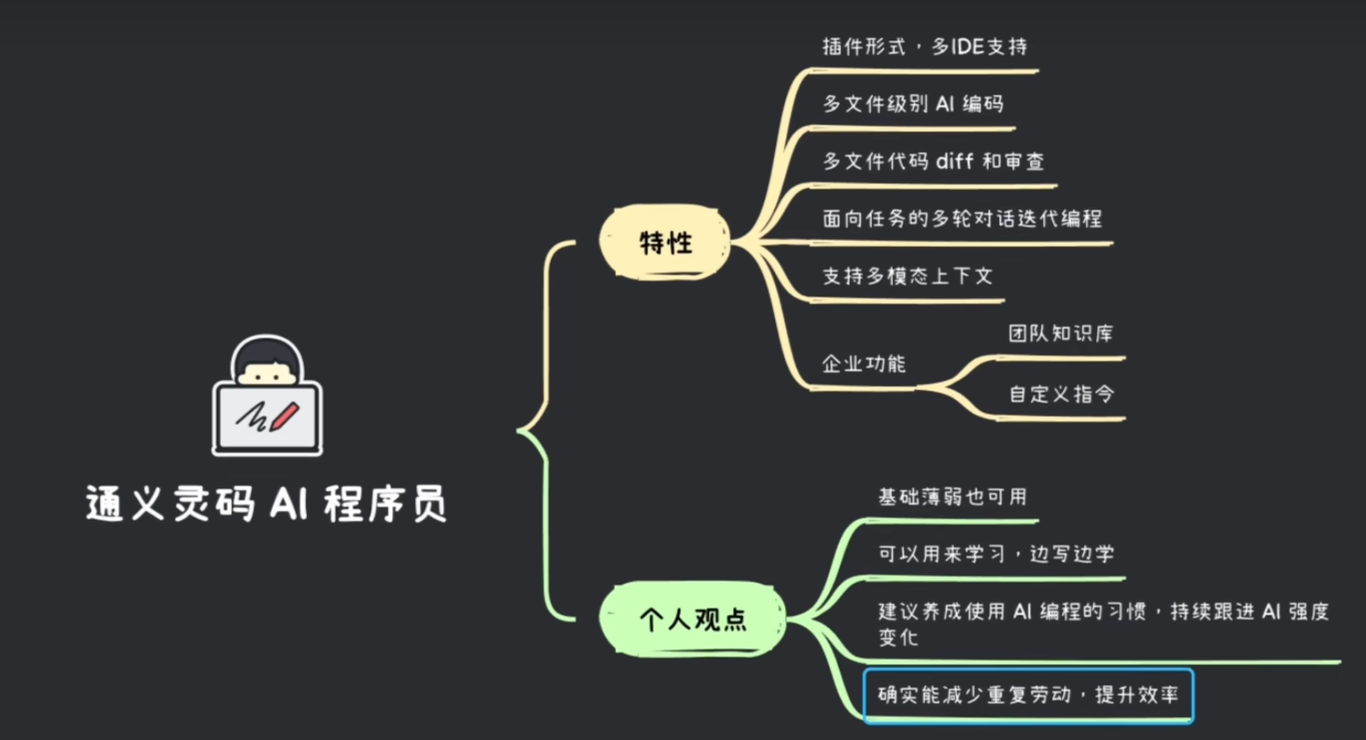 通义灵码 AI 程序员
特性
插件形式，多IDE支持
多文件级别 AI 编码
多文件代码 diff 和审查
面向任务的多轮对话迭代编程
支持多模态上下文
企业功能
团队知识库
自定义指令
个人观点
基础薄弱也可用
可以用来学习，边写边学
建议养成使用 AI 编程的习惯，持续跟进 AI 强度
变化
确实能减少重复劳动，提升效率